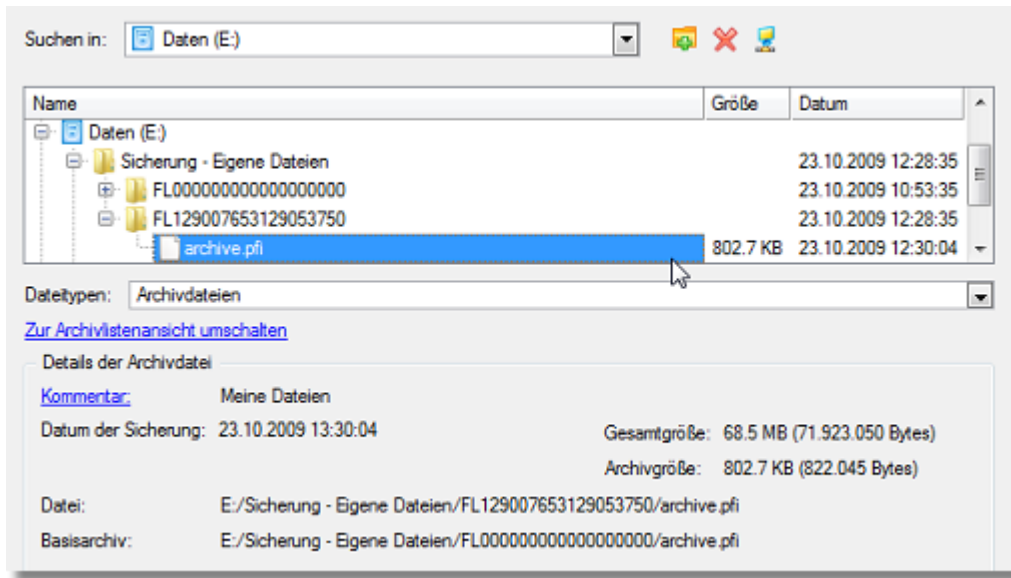 Suchen in: Daten (E:)
Name Größe Datum
Daten (E:)
Sicherung - Eigene Dateien 23.10.2009 12:28:35
FL000000000000000000 23.10.2009 10:53:35
FL129007653129053750 23.10.2009 12:28:35
archive.pfi 802.7 KB 23.10.2009 12:30:04
Dateitypen: Archivdateien
Zur Archivlistenansicht umschalten
Details der Archivdatei
Kommentar: Meine Dateien
Datum der Sicherung: 23.10.2009 13:30:04
Gesamtgröße: 68.5 MB (71.923.050 Bytes)
Archivgröße: 802.7 KB (822.045 Bytes)
Datei: E:/Sicherung - Eigene Dateien/FL129007653129053750/archive.pfi
Basisarchiv: E:/Sicherung - Eigene Dateien/FL000000000000000000/archive.pfi